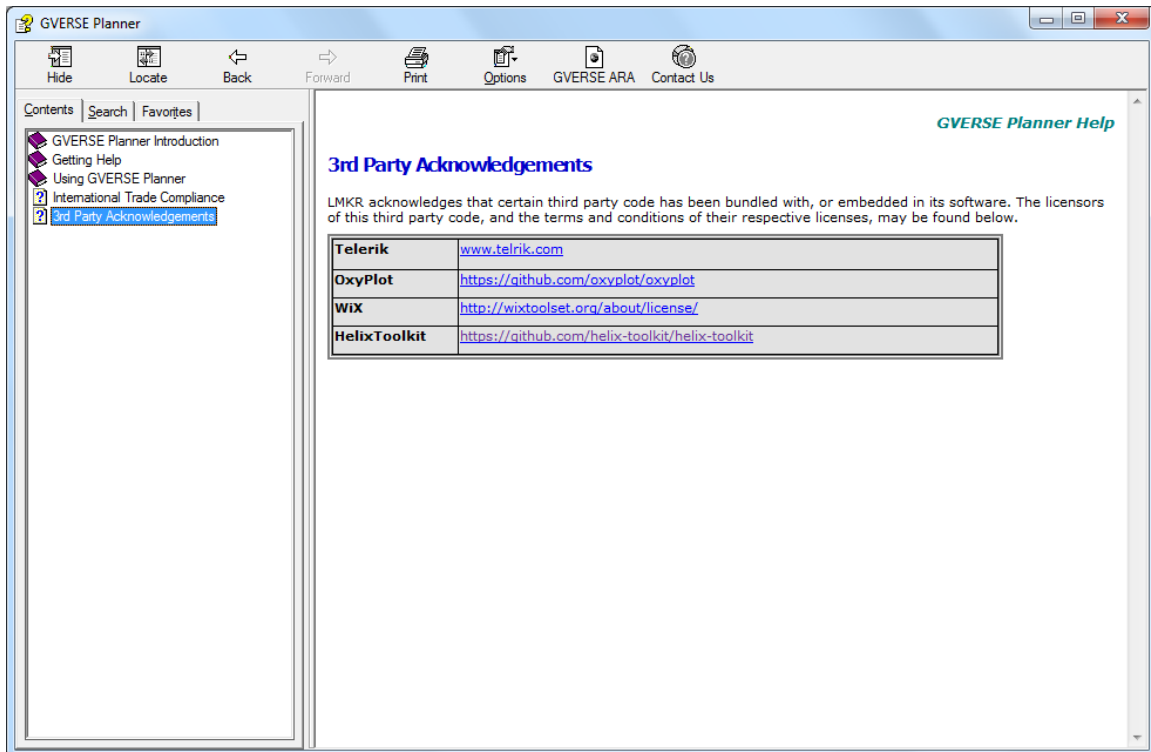 GVERSE Planner
Hide Locate Back Forward Print Options GVERSE ARA Contact Us
Contents Search Favorites
GVERSE Planner Introduction
Getting Help
Using GVERSE Planner
International Trade Compliance
3rd Party Acknowledgements
GVERSE Planner Help
3rd Party Acknowledgements
LMKR acknowledges that certain third party code has been bundled with, or embedded in its software. The licensors
of this third party code, and the terms and conditions of their respective licenses, may be found below.
Telerik www.telrik.com
OxyPlot https://github.com/oxyplot/oxyplot
WiX http://wixtoolset.org/about/license/
HelixToolkit https://github.com/helix-toolkit/helix-toolkit